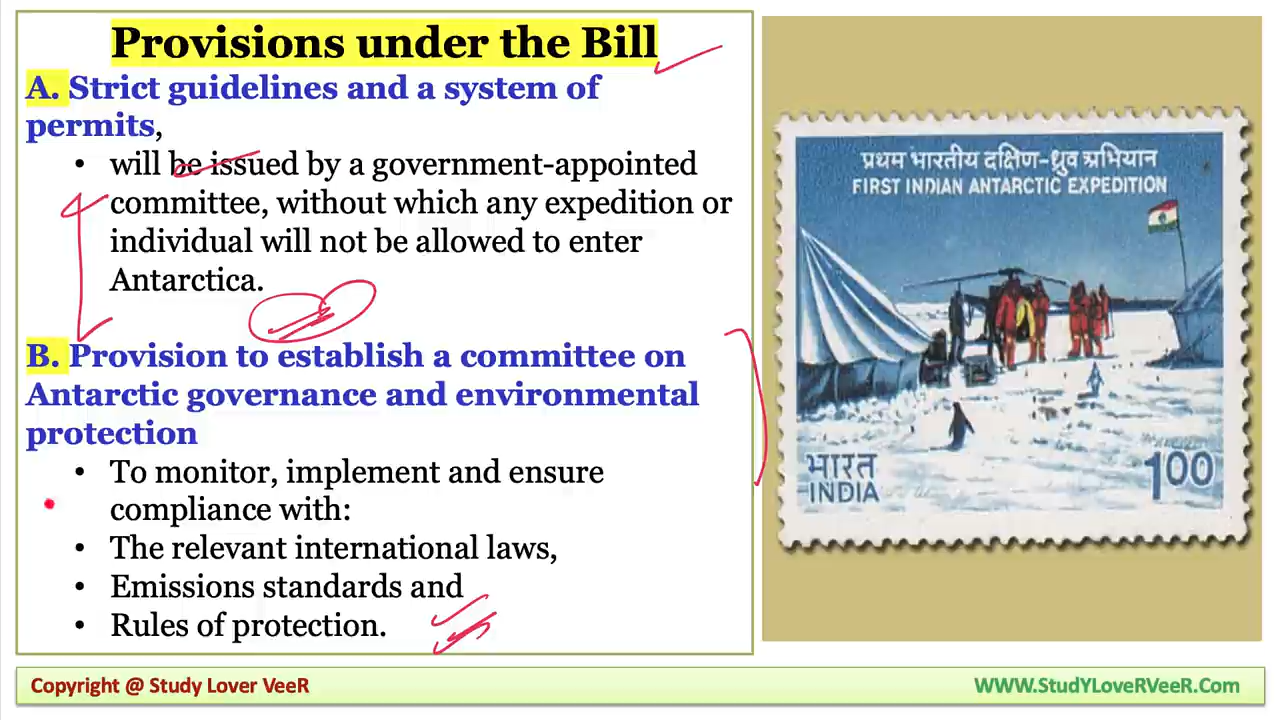 Provisions under the Bill
A. Strict guidelines and a system of
permits,
• will be issued by a government-appointed
committee, without which any expedition or
individual will not be allowed to enter
Antarctica.
B. Provision to establish a committee on
Antarctic governance and environmental
protection
• To monitor, implement and ensure
compliance with:
• The relevant international laws,
• Emissions standards and
• Rules of protection.
प्रथम भारतीय दक्षिण-ध्रुव अभियान
FIRST INDIAN ANTARCTIC EXPEDITION
भारत
INDIA
1.00
Copyright @ Study Lover VeeR
WWW.StudYLoveRVeeR.Com